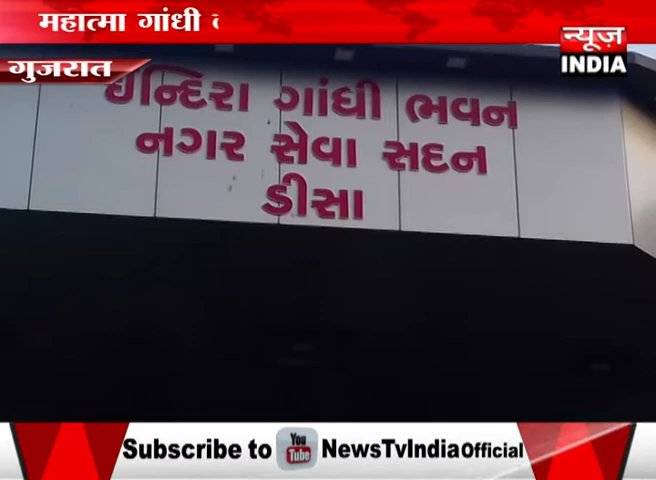 महात्मा गांधी
न्यूज़
INDIA
गुजरात
ઇન્દિરા ગાંધી ભવન
નગર સેવા સદન
ડીસા
Subscribe to You Tube NewsTvIndiaOfficial